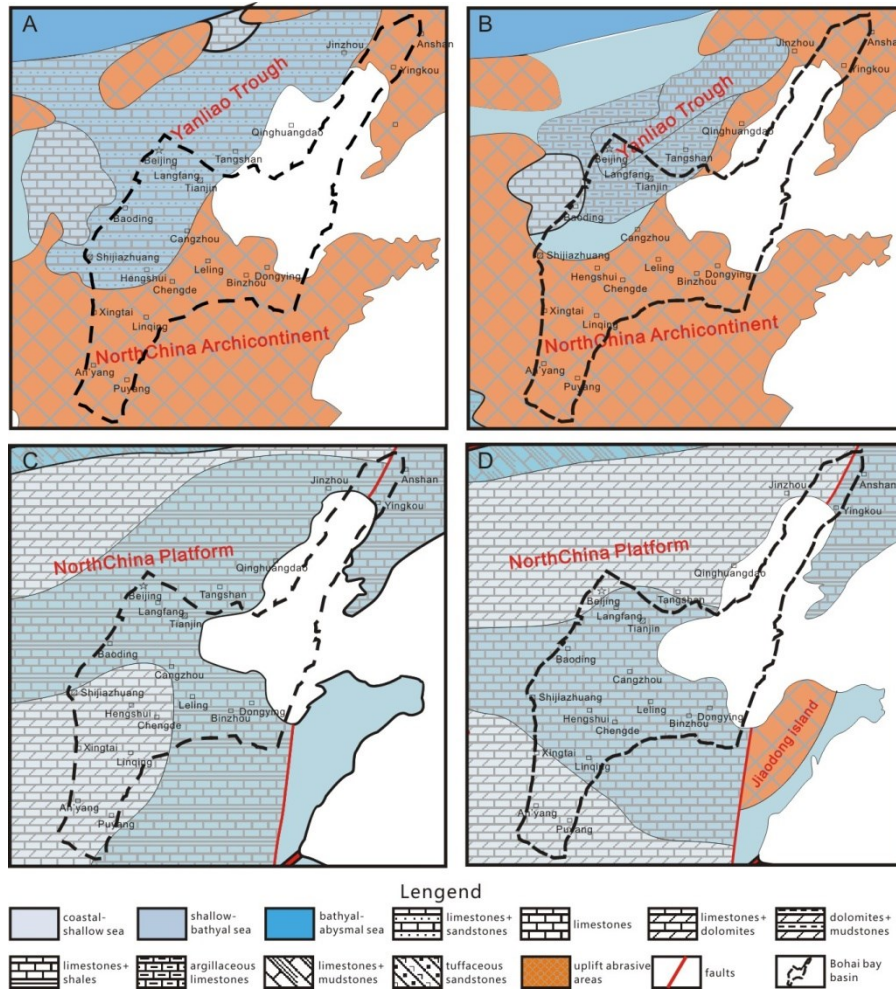 A
Jinzhou
Anshan
Yingkou
Yanliao Trough
Qinghuangdao
Beijing
Tangshan
Langfang
Tianjin
Baoding
Cangzhou
Shijiazhuang
Leling
Dongying
Hengshui
Binzhou
Chengde
Xingtai
Linqing
NorthChina Archicontinent
An'yang
Puyang
B
Jinzhou
Anshan
Yingkou
Yanliao Trough
Qinghuangdao
Beijing
Tangshan
Langfang
Tianjin
Baoding
Cangzhou
Shijiazhuang
Leling
Dongying
Hengshui
Binzhou
Chengde
Xingtai
Linqing
NorthChina Archicontinent
An'yang
Puyang
C
Jinzhou
Anshan
Yingkou
NorthChina Platform
Qinghuangdao
Beijing
Tangshan
Langfang
Tianjin
Baoding
Cangzhou
Shijiazhuang
Leling
Dongying
Hengshui
Binzhou
Chengde
Xingtai
Linqing
An'yang
Puyang
D
Jinzhou
Anshan
Yingkou
NorthChina Platform
Qinghuangdao
Beijing
Tangshan
Langfang
Tianjin
Baoding
Cangzhou
Shijiazhuang
Leling
Dongying
Hengshui
Binzhou
Chengde
Jiaodong island
Xingtai
Linqing
An'yang
Puyang
Lengend
coastal-
shallow sea
shallow-
bathyal sea
bathyal-
abysmal sea
limestones+
sandstones
limestones
limestones+
dolomites
dolomites+
mudstones
limestones+
shales
argillaceous
limestones
limestones+
mudstones
tuffaceous
sandstones
uplift abrasive
areas
faults
Bohai bay
basin